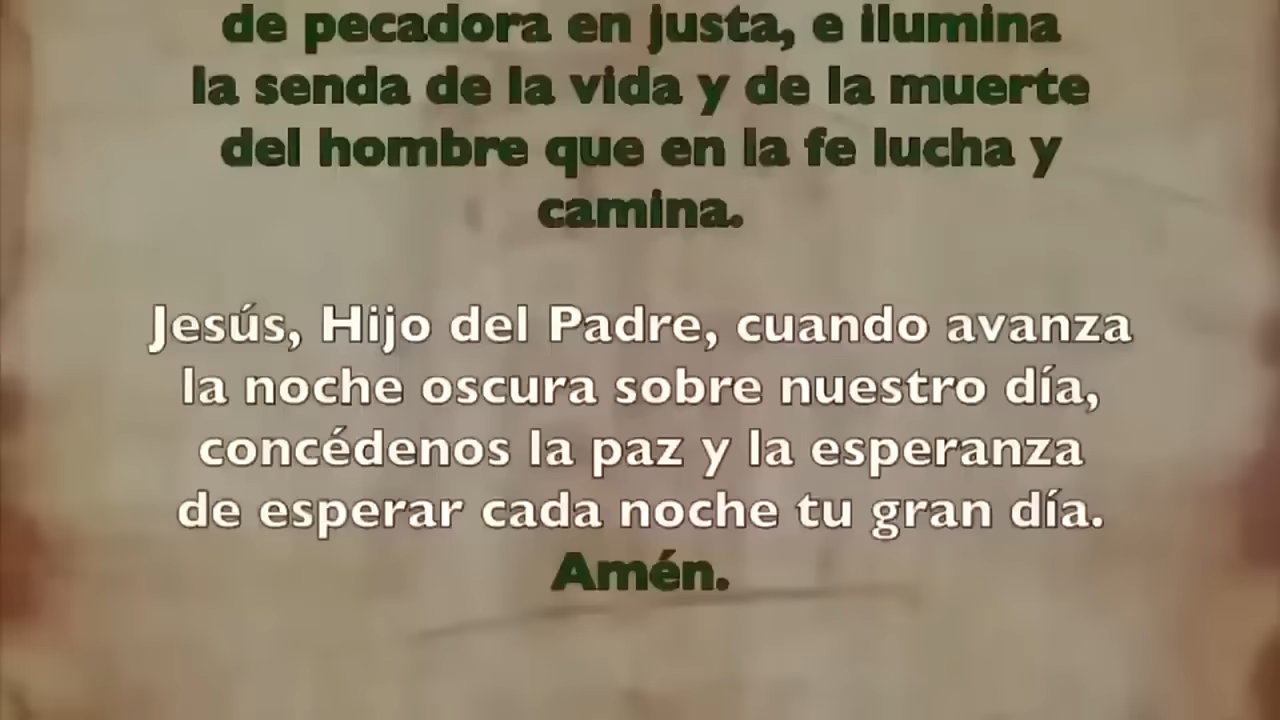 de pecadora en justa, e ilumina
la senda de la vida y de la muerte
del hombre que en la fe lucha y
camina.
Jesús, Hijo del Padre, cuando avanza
la noche oscura sobre nuestro día,
concédenos la paz y la esperanza
de esperar cada noche tu gran día.
Amén.